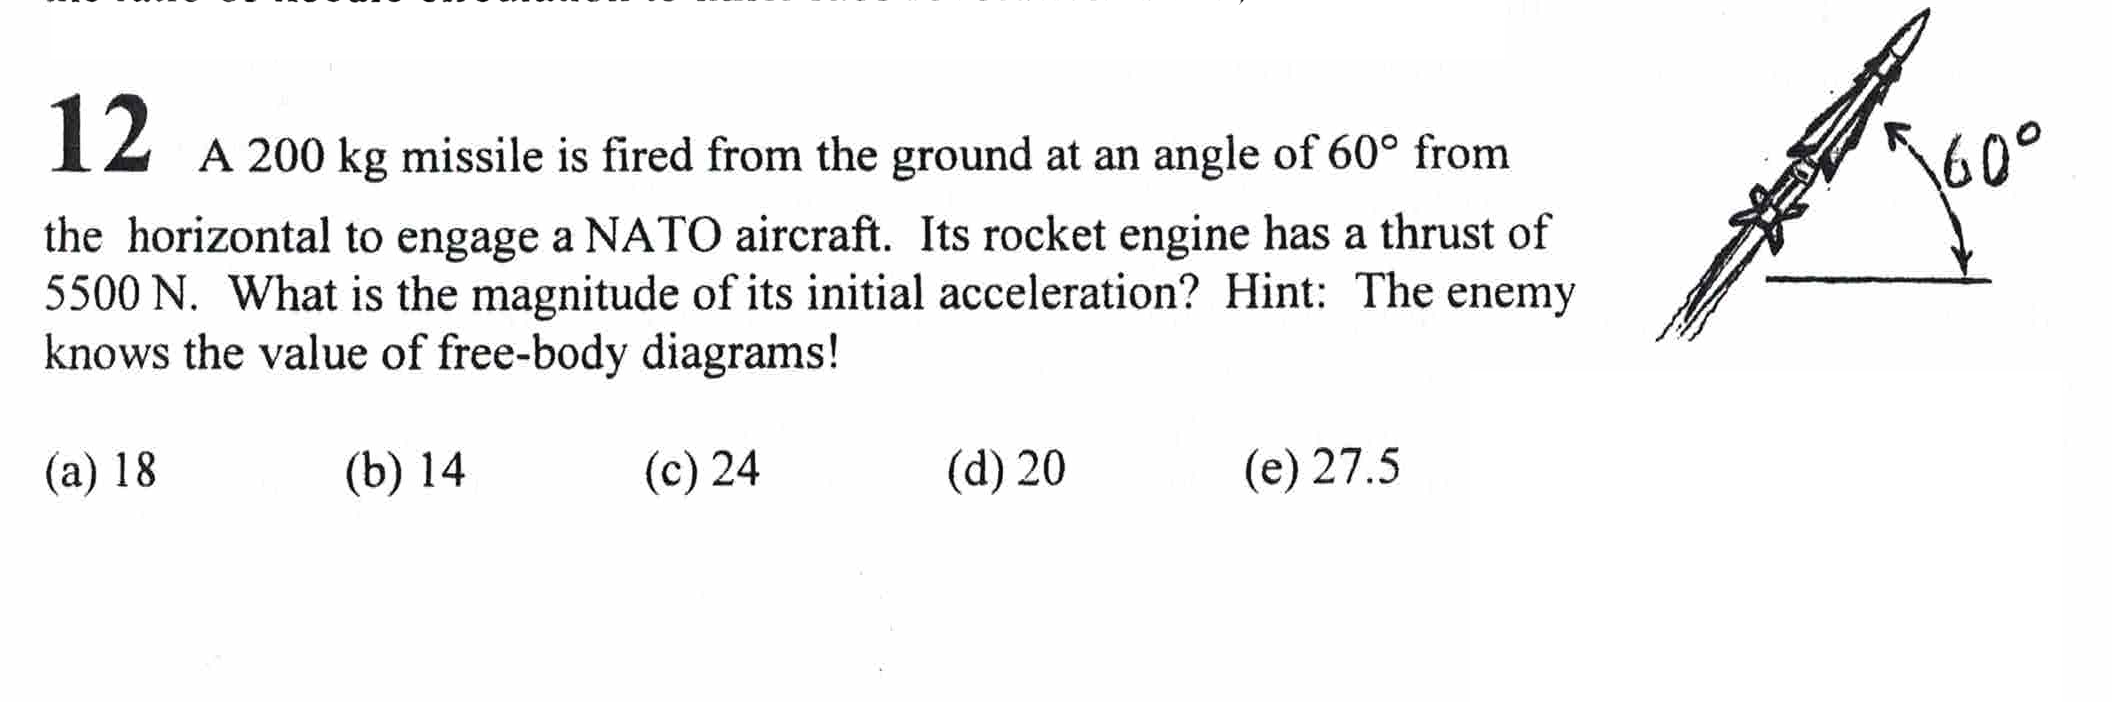 12 A 200 kg missile is fired from the ground at an angle of 60° from
the horizontal to engage a NATO aircraft. Its rocket engine has a thrust of
5500 N. What is the magnitude of its initial acceleration? Hint: The enemy
knows the value of free-body diagrams!
(a) 18 (b) 14 (c) 24 (d) 20 (e) 27.5
60°